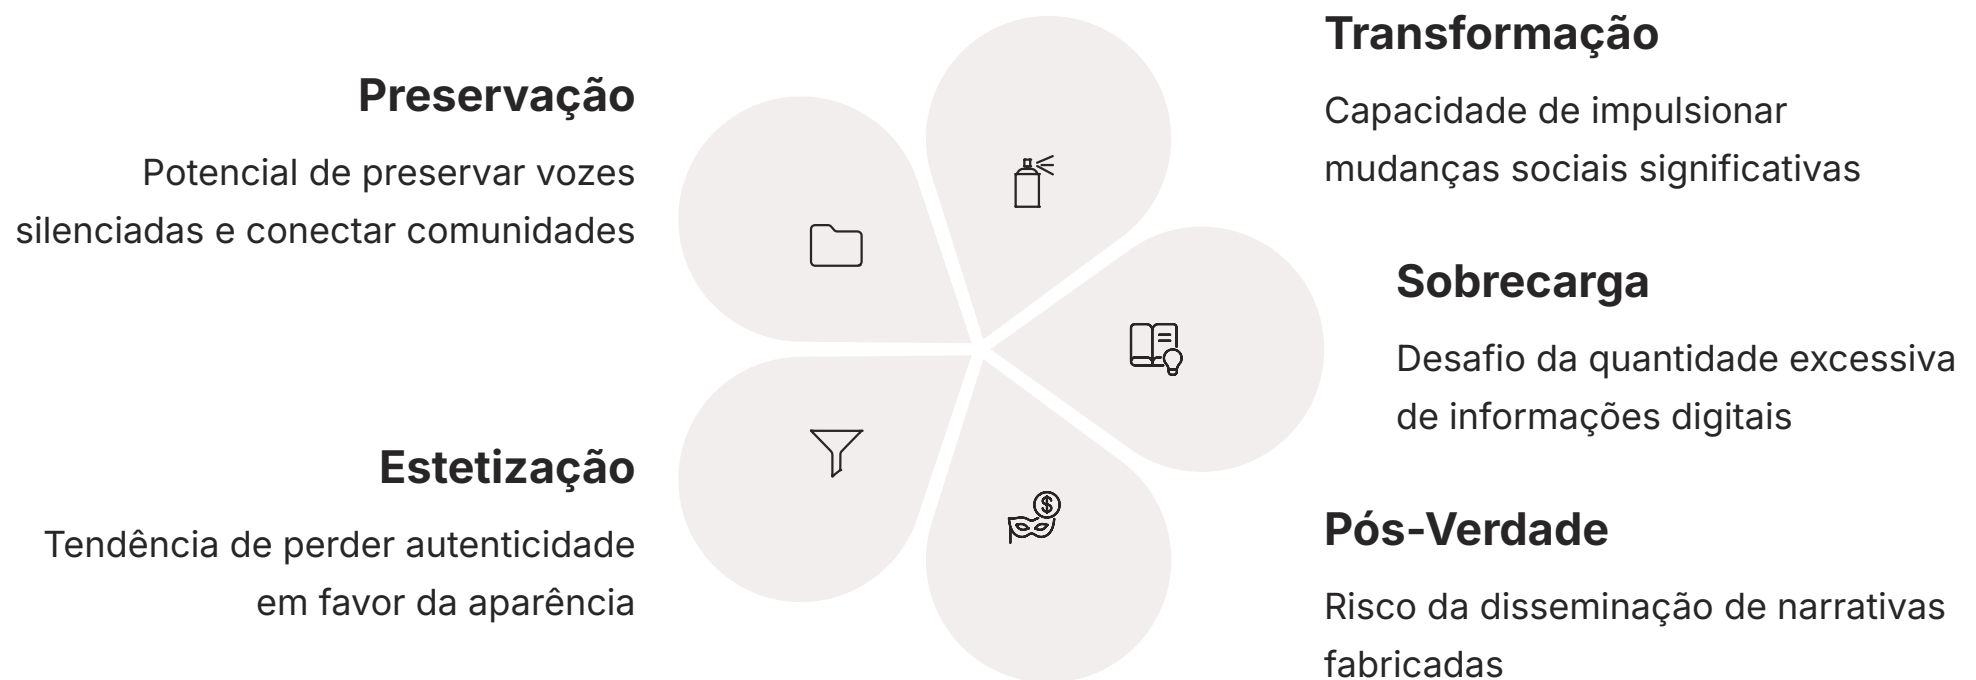 Preservação
Potencial de preservar vozes
silenciadas e conectar comunidades
Estetização
Tendência de perder autenticidade
em favor da aparência
Transformação
Capacidade de impulsionar
mudanças sociais significativas
Sobrecarga
Desafio da quantidade excessiva
de informações digitais
Pós-Verdade
Risco da disseminação de narrativas
fabricadas
$